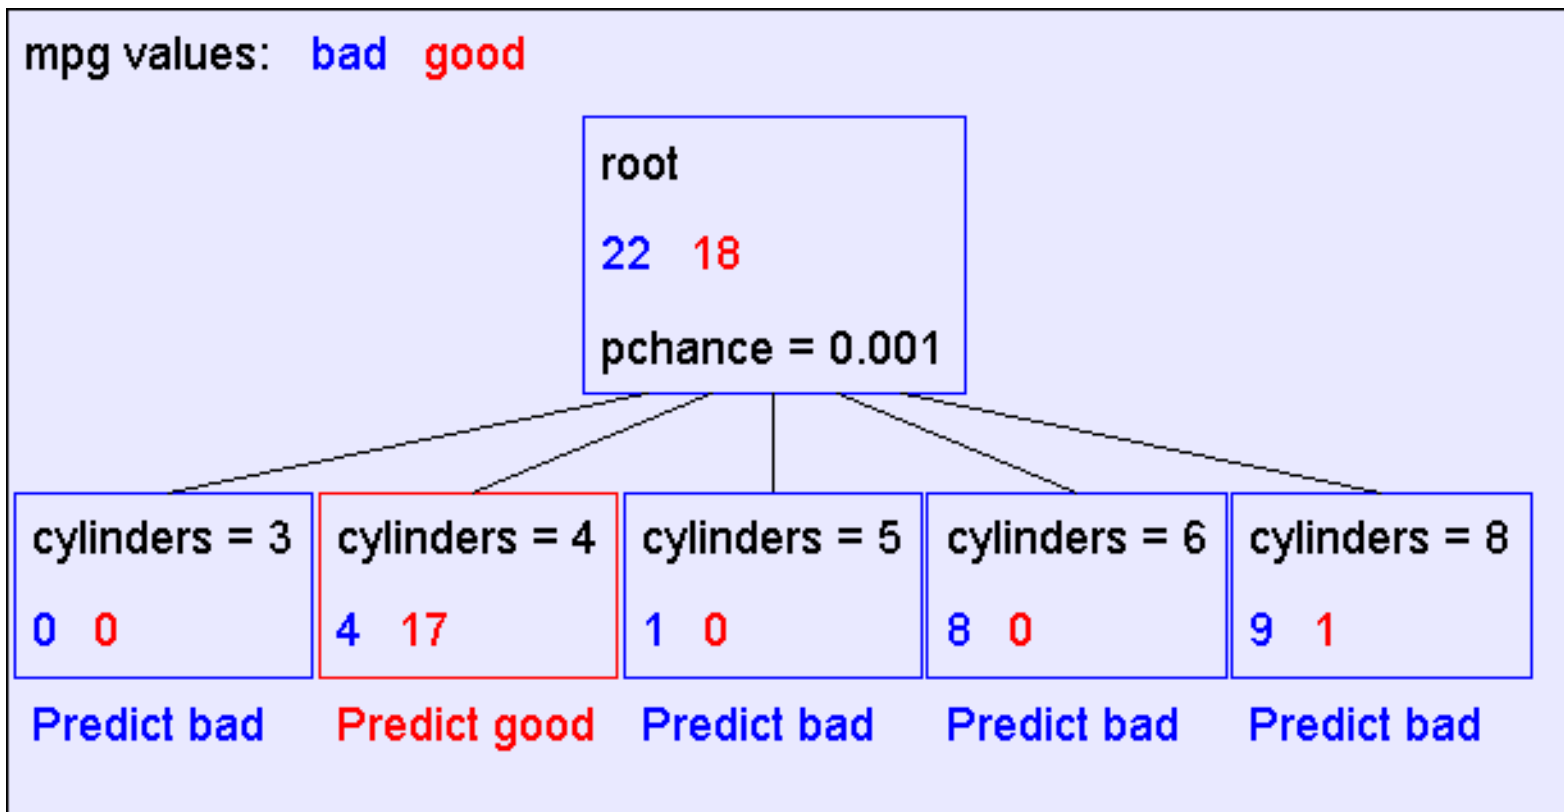 mpg values: bad good
root
22 18
pchance = 0.001
cylinders = 3
0 0
Predict bad
cylinders = 4
4 17
Predict good
cylinders = 5
1 0
Predict bad
cylinders = 6
8 0
Predict bad
cylinders = 8
9 1
Predict bad